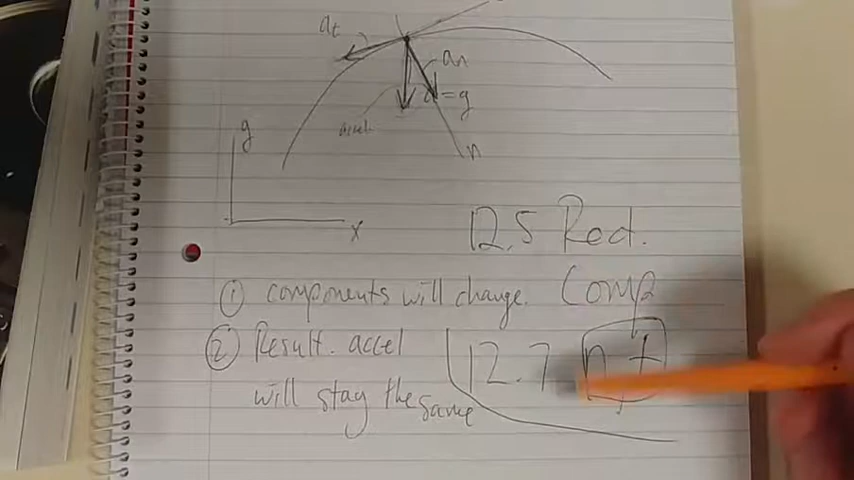 at
an
a = g
accel
n
y
x
12.5 Rect.
① components will change. Comp
② Result. accel 12.7 n t
will stay the same